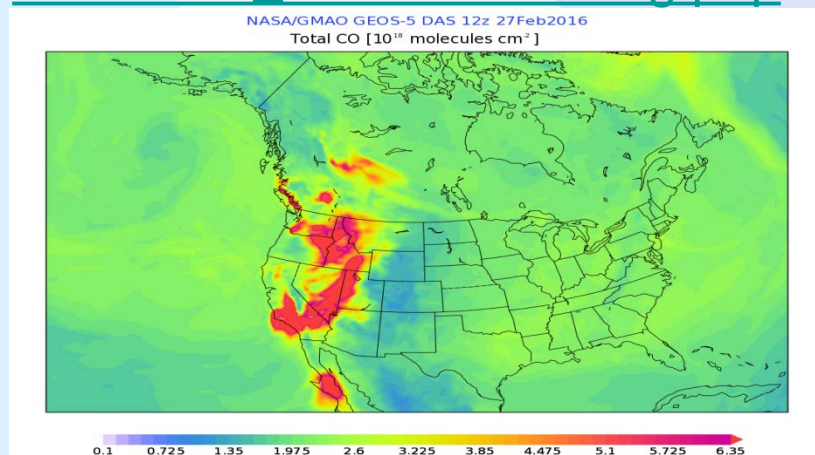 NASA/GMAO GEOS-5 DAS 12z 27Feb2016
Total CO [10¹⁸ molecules cm⁻²]
0.1 0.725 1.35 1.975 2.6 3.225 3.85 4.475 5.1 5.725 6.35